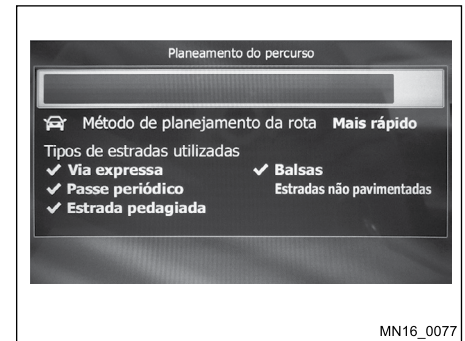 Planeamento do percurso
Método de planejamento da rota Mais rápido
Tipos de estradas utilizadas
Via expressa Balsas
Passe periódico Estradas não pavimentadas
Estrada pedagiada
MN16_0077